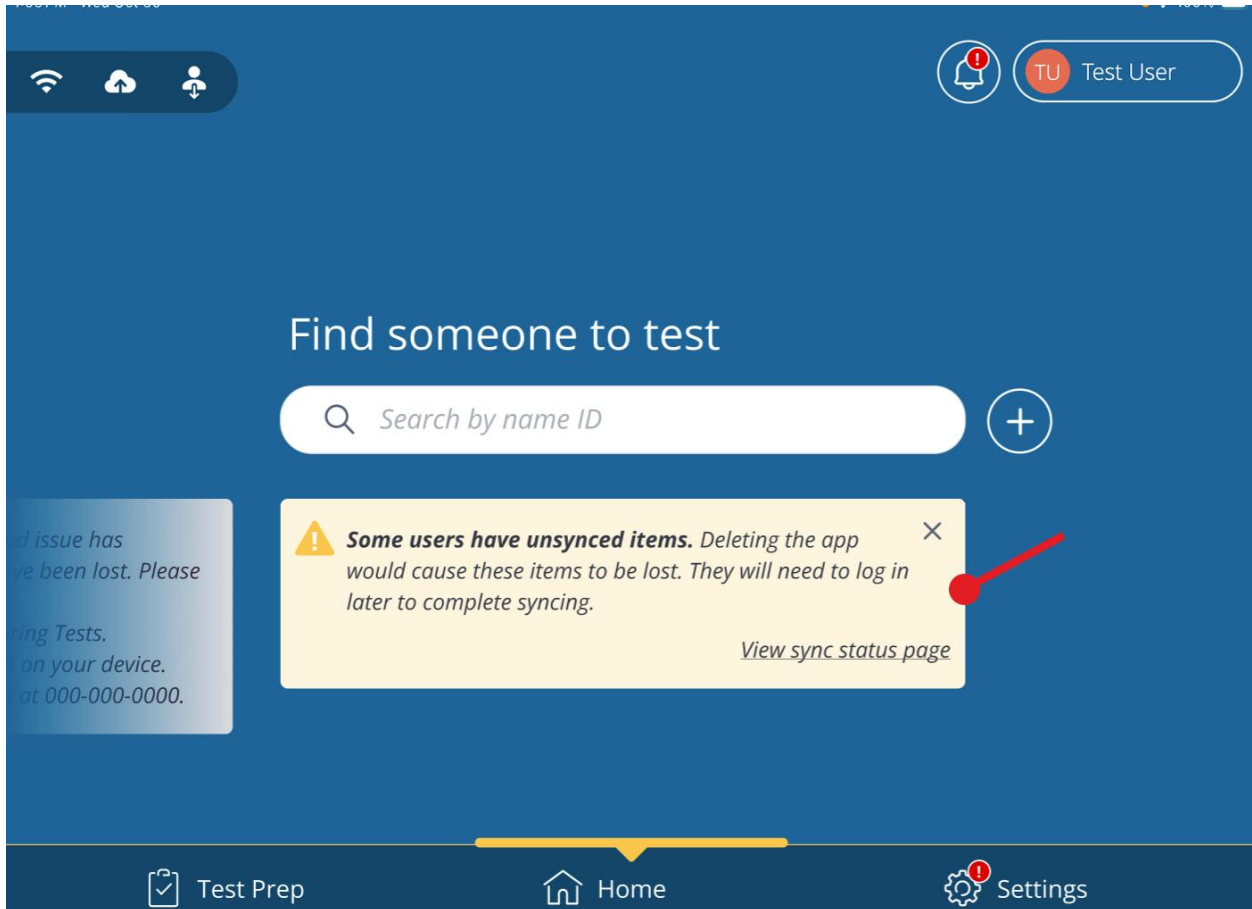 100%
!
TU Test User
Find someone to test
Search by name ID
issue has
been lost. Please
Tests.
on your device.
at 000-000-0000.
Some users have unsynced items. Deleting the app
would cause these items to be lost. They will need to log in
later to complete syncing.
View sync status page
Test Prep
Home
!
Settings